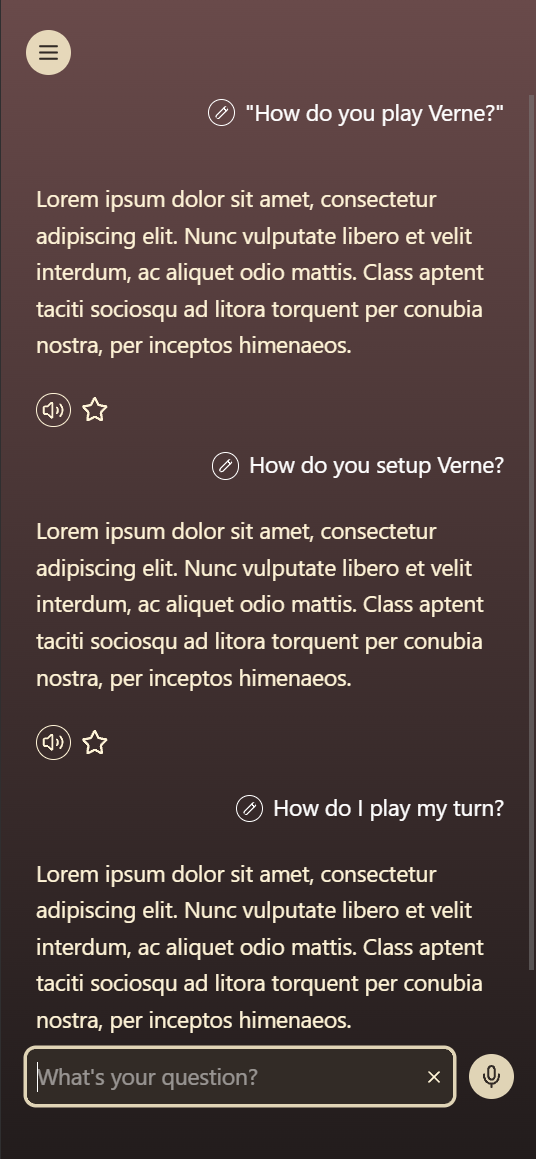 "How do you play Verne?"
Lorem ipsum dolor sit amet, consectetur
adipiscing elit. Nunc vulputate libero et velit
interdum, ac aliquet odio mattis. Class aptent
taciti sociosqu ad litora torquent per conubia
nostra, per inceptos himenaeos.
How do you setup Verne?
Lorem ipsum dolor sit amet, consectetur
adipiscing elit. Nunc vulputate libero et velit
interdum, ac aliquet odio mattis. Class aptent
taciti sociosqu ad litora torquent per conubia
nostra, per inceptos himenaeos.
How do I play my turn?
Lorem ipsum dolor sit amet, consectetur
adipiscing elit. Nunc vulputate libero et velit
interdum, ac aliquet odio mattis. Class aptent
taciti sociosqu ad litora torquent per conubia
nostra, per inceptos himenaeos.
What's your question?